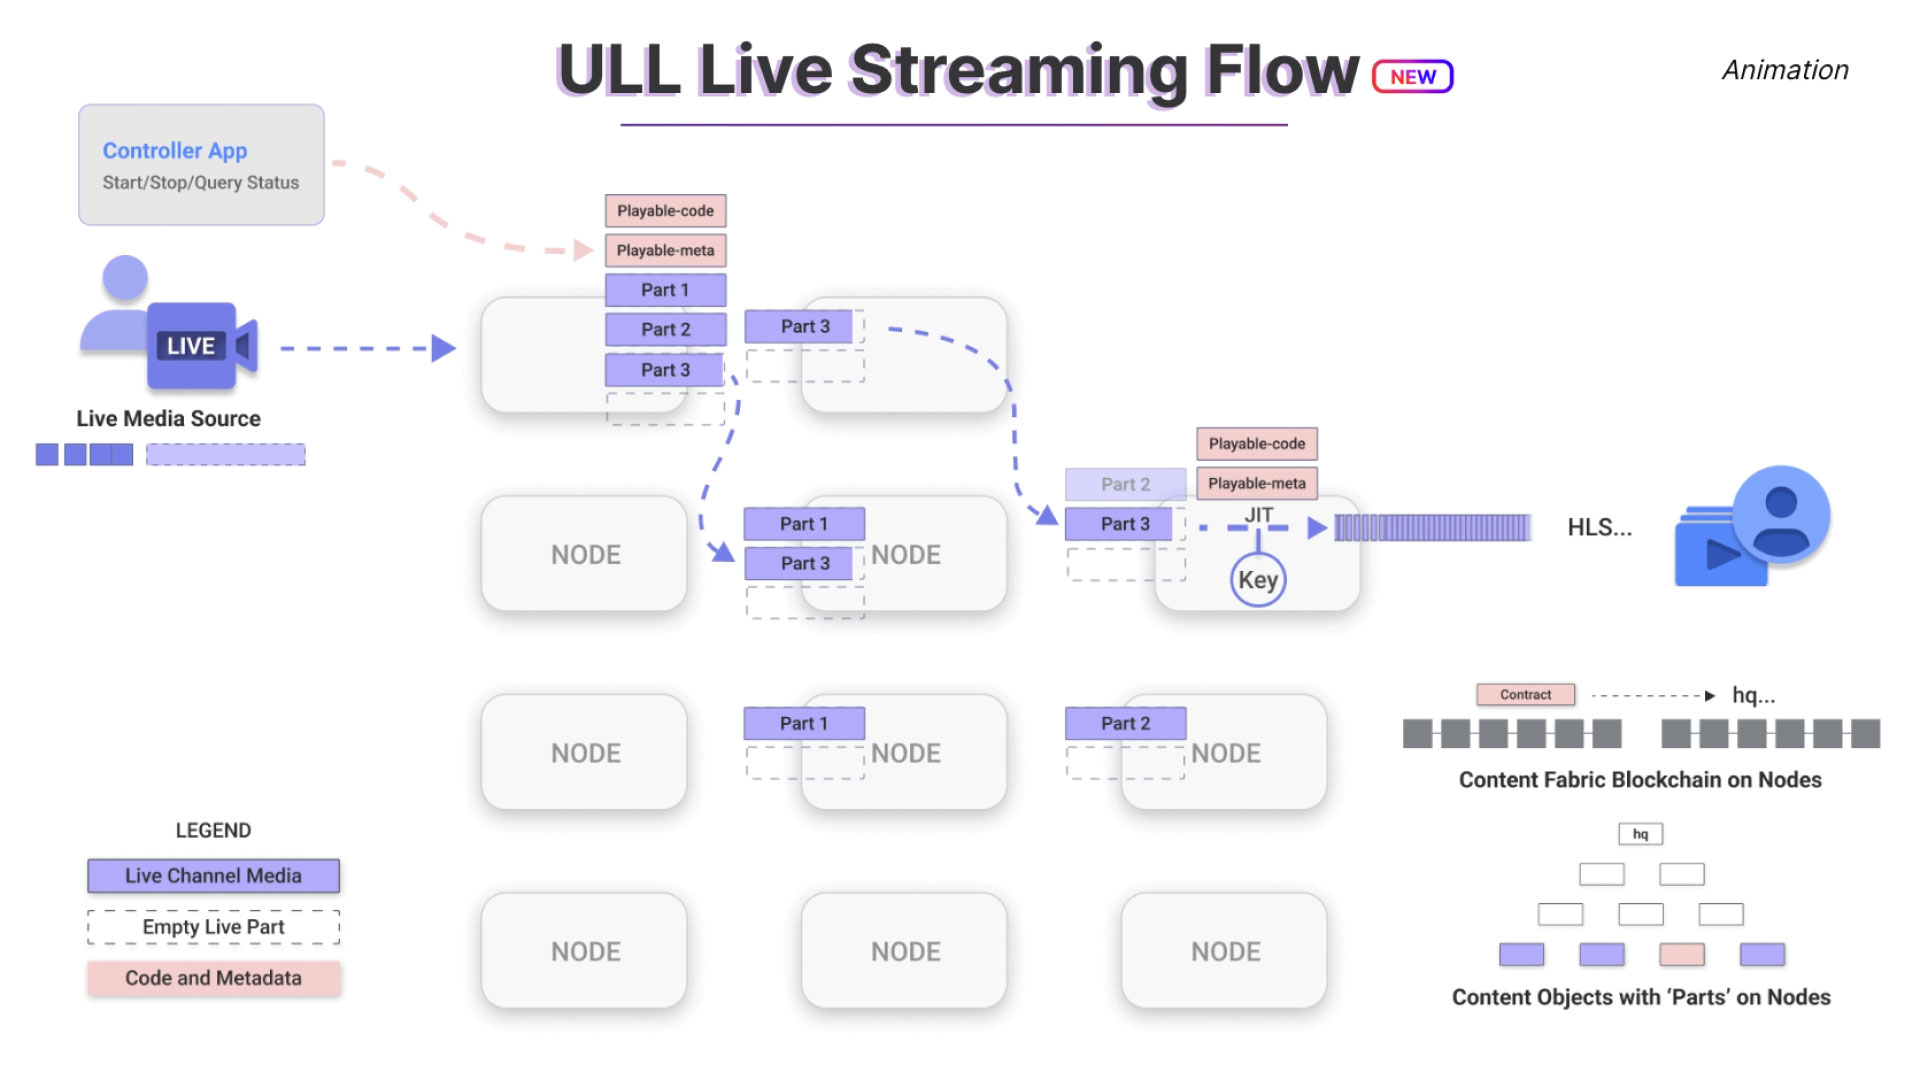 ULL Live Streaming Flow
NEW
Animation
Controller App
Start/Stop/Query Status
Playable-code
Playable-meta
Part 1
Part 2
Part 3
Part 3
LIVE
Live Media Source
Playable-code
Playable-meta
Part 2
Part 3
JIT
Key
HLS...
NODE
Part 1
Part 3
NODE
Contract
hq...
Content Fabric Blockchain on Nodes
NODE
Part 1
NODE
Part 2
NODE
LEGEND
Live Channel Media
Empty Live Part
Code and Metadata
NODE
NODE
NODE
hq
Content Objects with ‘Parts’ on Nodes